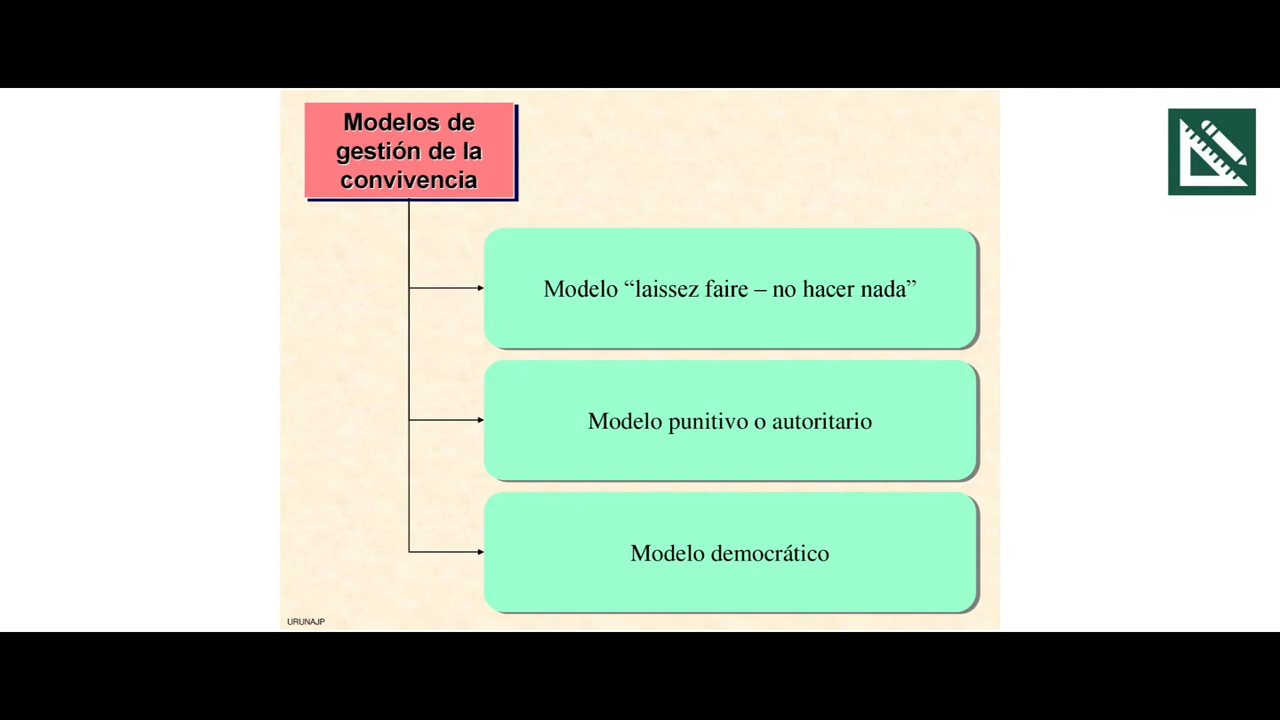 Modelos de
gestión de la
convivencia
Modelo “laissez faire – no hacer nada”
Modelo punitivo o autoritario
Modelo democrático
URUNAJP